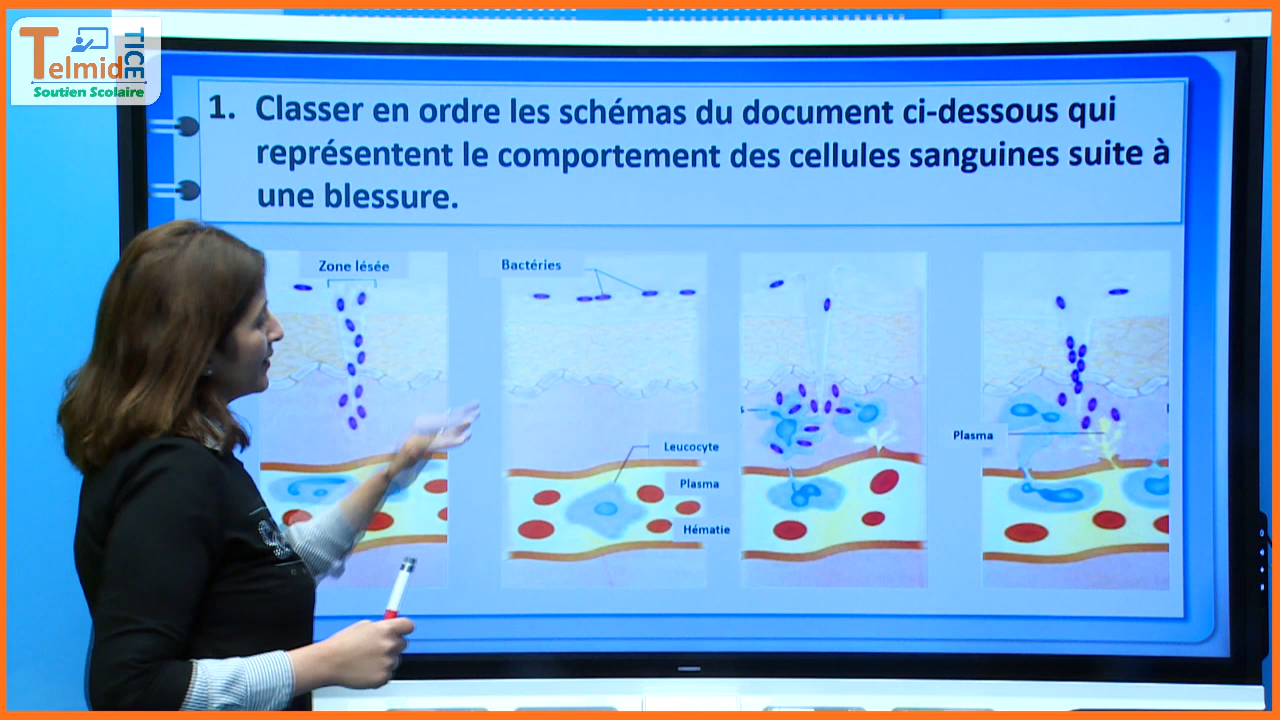 Telmid
TICE
Soutien Scolaire
1. Classer en ordre les schémas du document ci-dessous qui
représentent le comportement des cellules sanguines suite à
une blessure.
Zone lésée
Bactéries
Leucocyte
Plasma
Hématie
Plasma